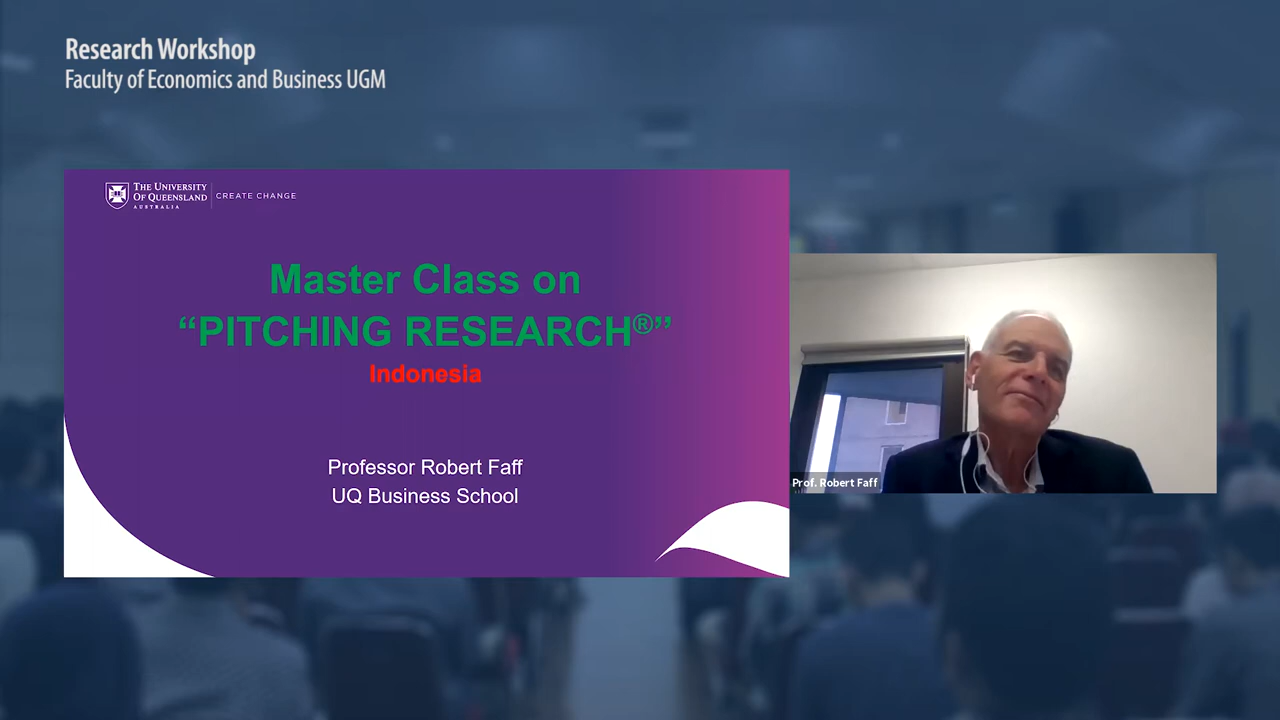 Research Workshop
Faculty of Economics and Business UGM
THE UNIVERSITY
OF QUEENSLAND
AUSTRALIA
CREATE CHANGE
Master Class on
“PITCHING RESEARCH®”
Indonesia
Professor Robert Faff
UQ Business School
Prof. Robert Faff